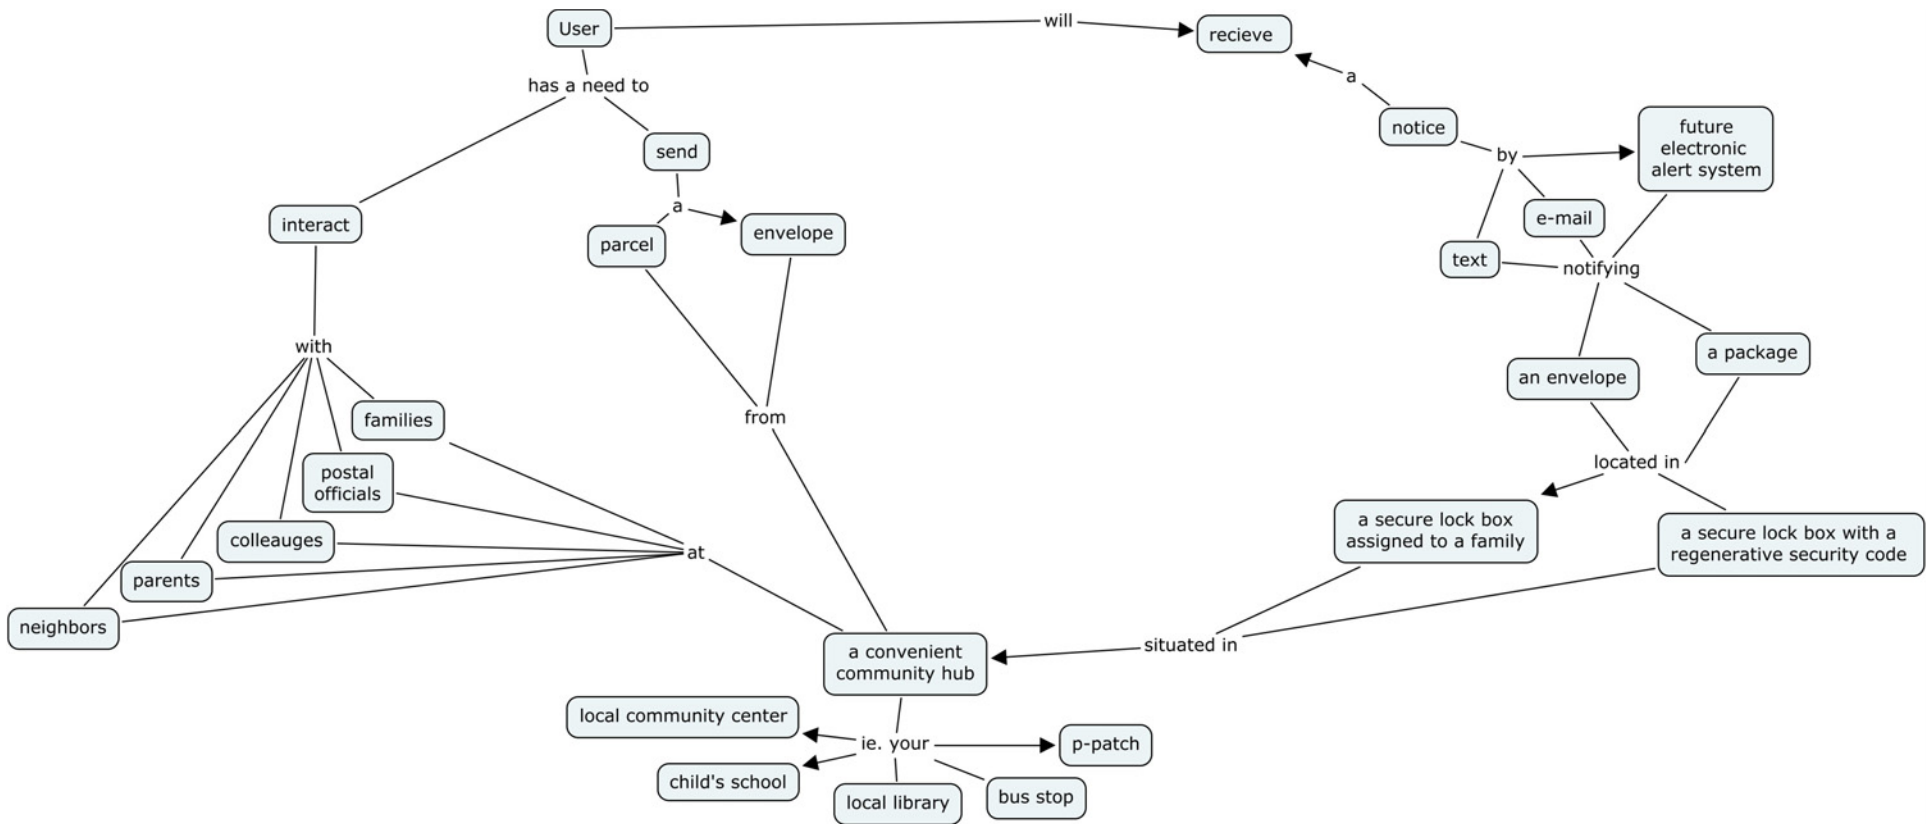 User
will
recieve
has a need to
a
notice
future
electronic
alert system
by
send
a
interact
parcel
envelope
e-mail
text
notifying
with
a package
an envelope
families
from
postal
officials
located in
colleauges
at
a secure lock box
assigned to a family
a secure lock box with a
regenerative security code
parents
neighbors
a convenient
community hub
situated in
local community center
ie. your
p-patch
child's school
local library
bus stop